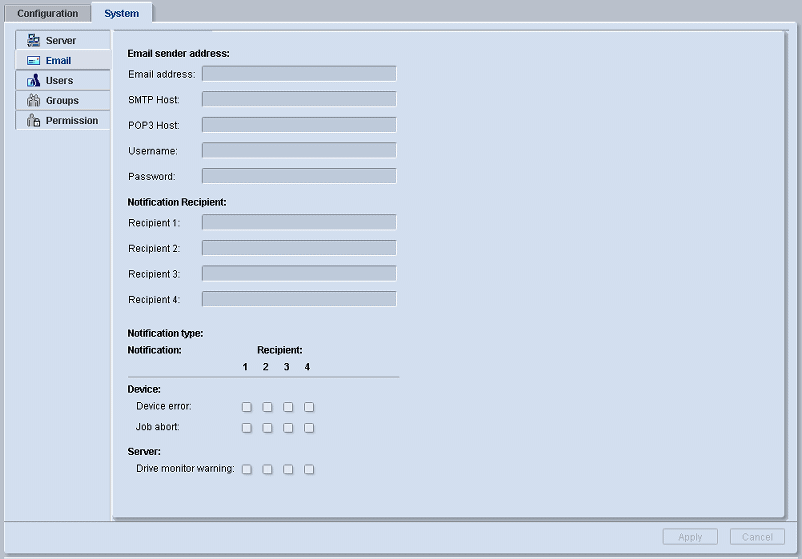 Configuration System
Server
Email
Users
Groups
Permission
Email sender address:
Email address:
SMTP Host:
POP3 Host:
Username:
Password:
Notification Recipient:
Recipient 1:
Recipient 2:
Recipient 3:
Recipient 4:
Notification type:
Notification: Recipient:
1 2 3 4
Device:
Device error:
Job abort:
Server:
Drive monitor warning:
Apply Cancel